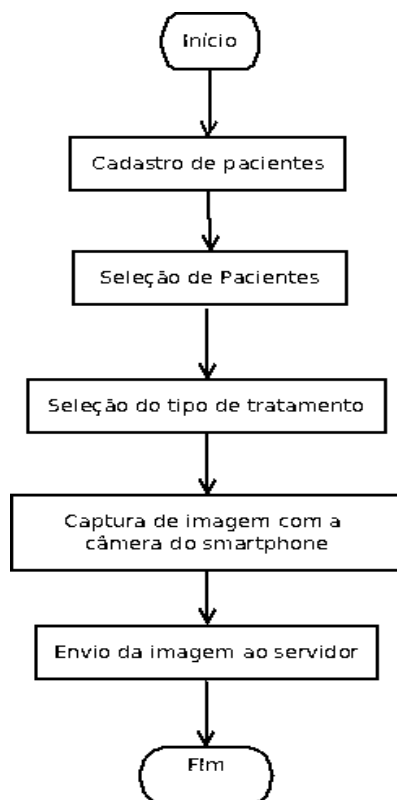 Início
Cadastro de pacientes
Seleção de Pacientes
Seleção do tipo de tratamento
Captura de imagem com a
câmera do smartphone
Envio da imagem ao servidor
Fim